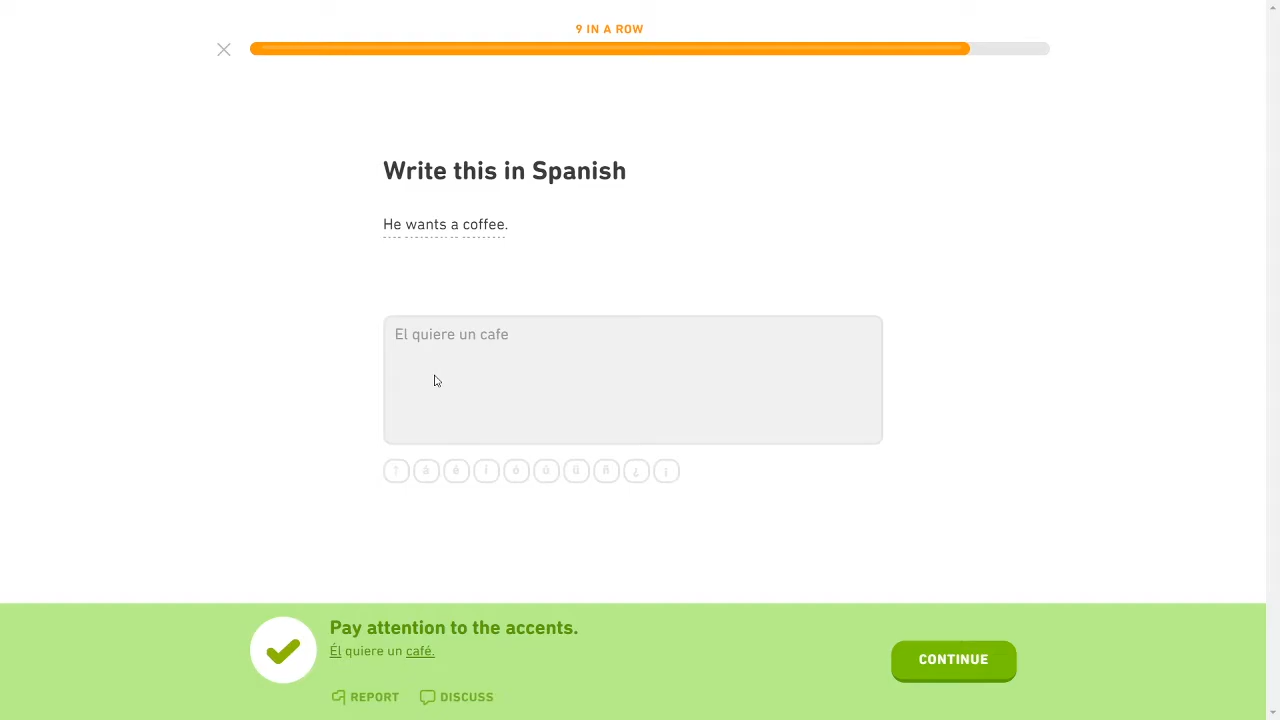 9 IN A ROW
Write this in Spanish
He wants a coffee.
El quiere un cafe
↑ á é í ó ú ü ñ ¿ ¡
Pay attention to the accents.
Él quiere un café.
CONTINUE
REPORT DISCUSS